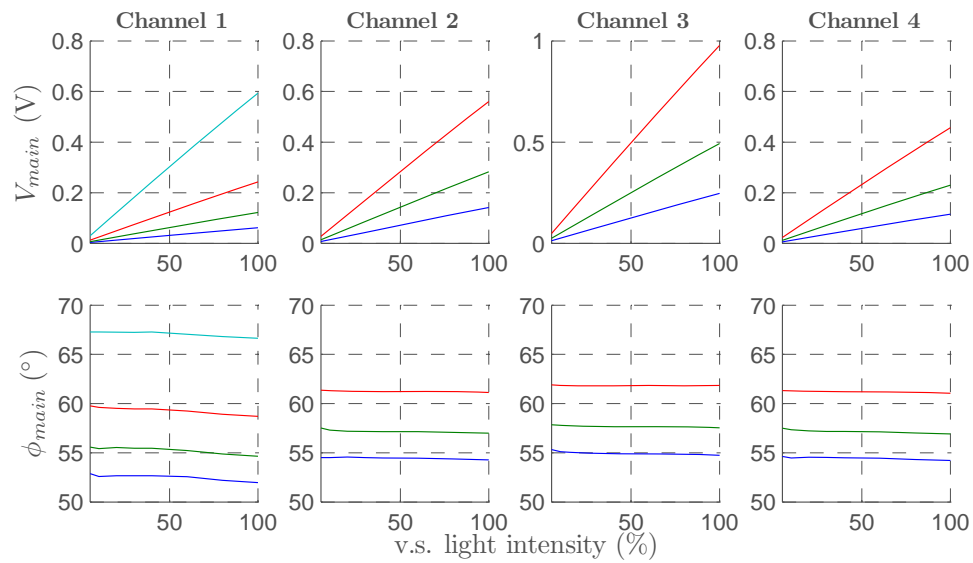 Channel 1 Channel 2 Channel 3 Channel 4
0.8 0.8 1 0.8
0.6 0.6 0.6
V_main (V)
0.4 0.4 0.5 0.4
0.2 0.2 0.2
0 0 0 0
50 100 50 100 50 100 50 100
70 70 70 70
65 65 65 65
ϕ_main (°)
60 60 60 60
55 55 55 55
50 50 50 50
50 100 50 100 50 100 50 100
v.s. light intensity (%)